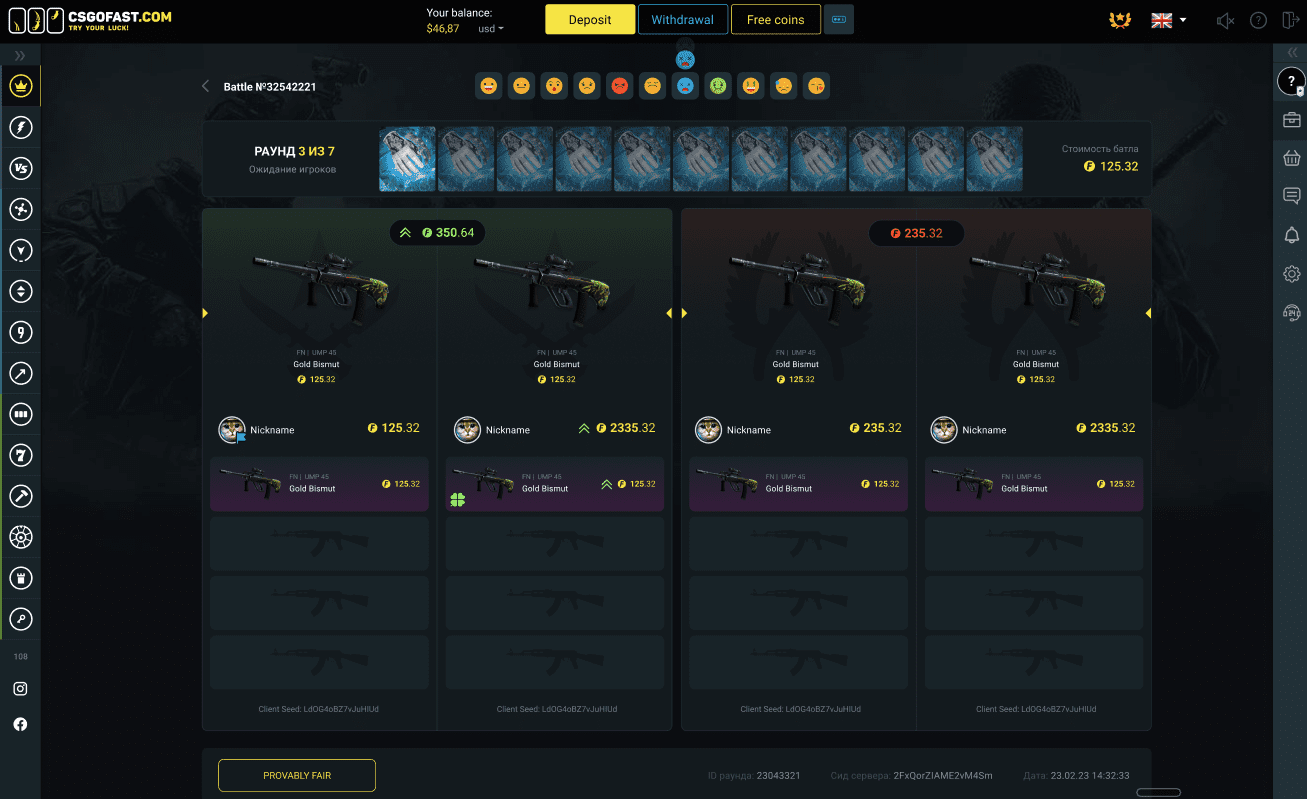 CSGOFAST.COM
TRY YOUR LUCK!
Your balance:
$46,87 usd
Deposit
Withdrawal
Free coins
Battle №32542221
РАУНД 3 ИЗ 7
Ожидание игроков
Стоимость батла
125.32
350.64
235.32
FN | UMP 45
Gold Bismut
125.32
FN | UMP 45
Gold Bismut
125.32
FN | UMP 45
Gold Bismut
125.32
FN | UMP 45
Gold Bismut
125.32
Nickname 125.32
Nickname 2335.32
Nickname 235.32
Nickname 2335.32
FN | UMP 45
Gold Bismut
125.32
FN | UMP 45
Gold Bismut
125.32
FN | UMP 45
Gold Bismut
125.32
FN | UMP 45
Gold Bismut
125.32
Client Seed: LdOG4oBZ7vJuHIUd
Client Seed: LdOG4oBZ7vJuHIUd
Client Seed: LdOG4oBZ7vJuHIUd
Client Seed: LdOG4oBZ7vJuHIUd
PROVABLY FAIR
ID раунда: 23043321
Сид сервера: 2FxQorZIAME2vM4Sm
Дата: 23.02.23 14:32:33
VS
9
7
108
?
?
24